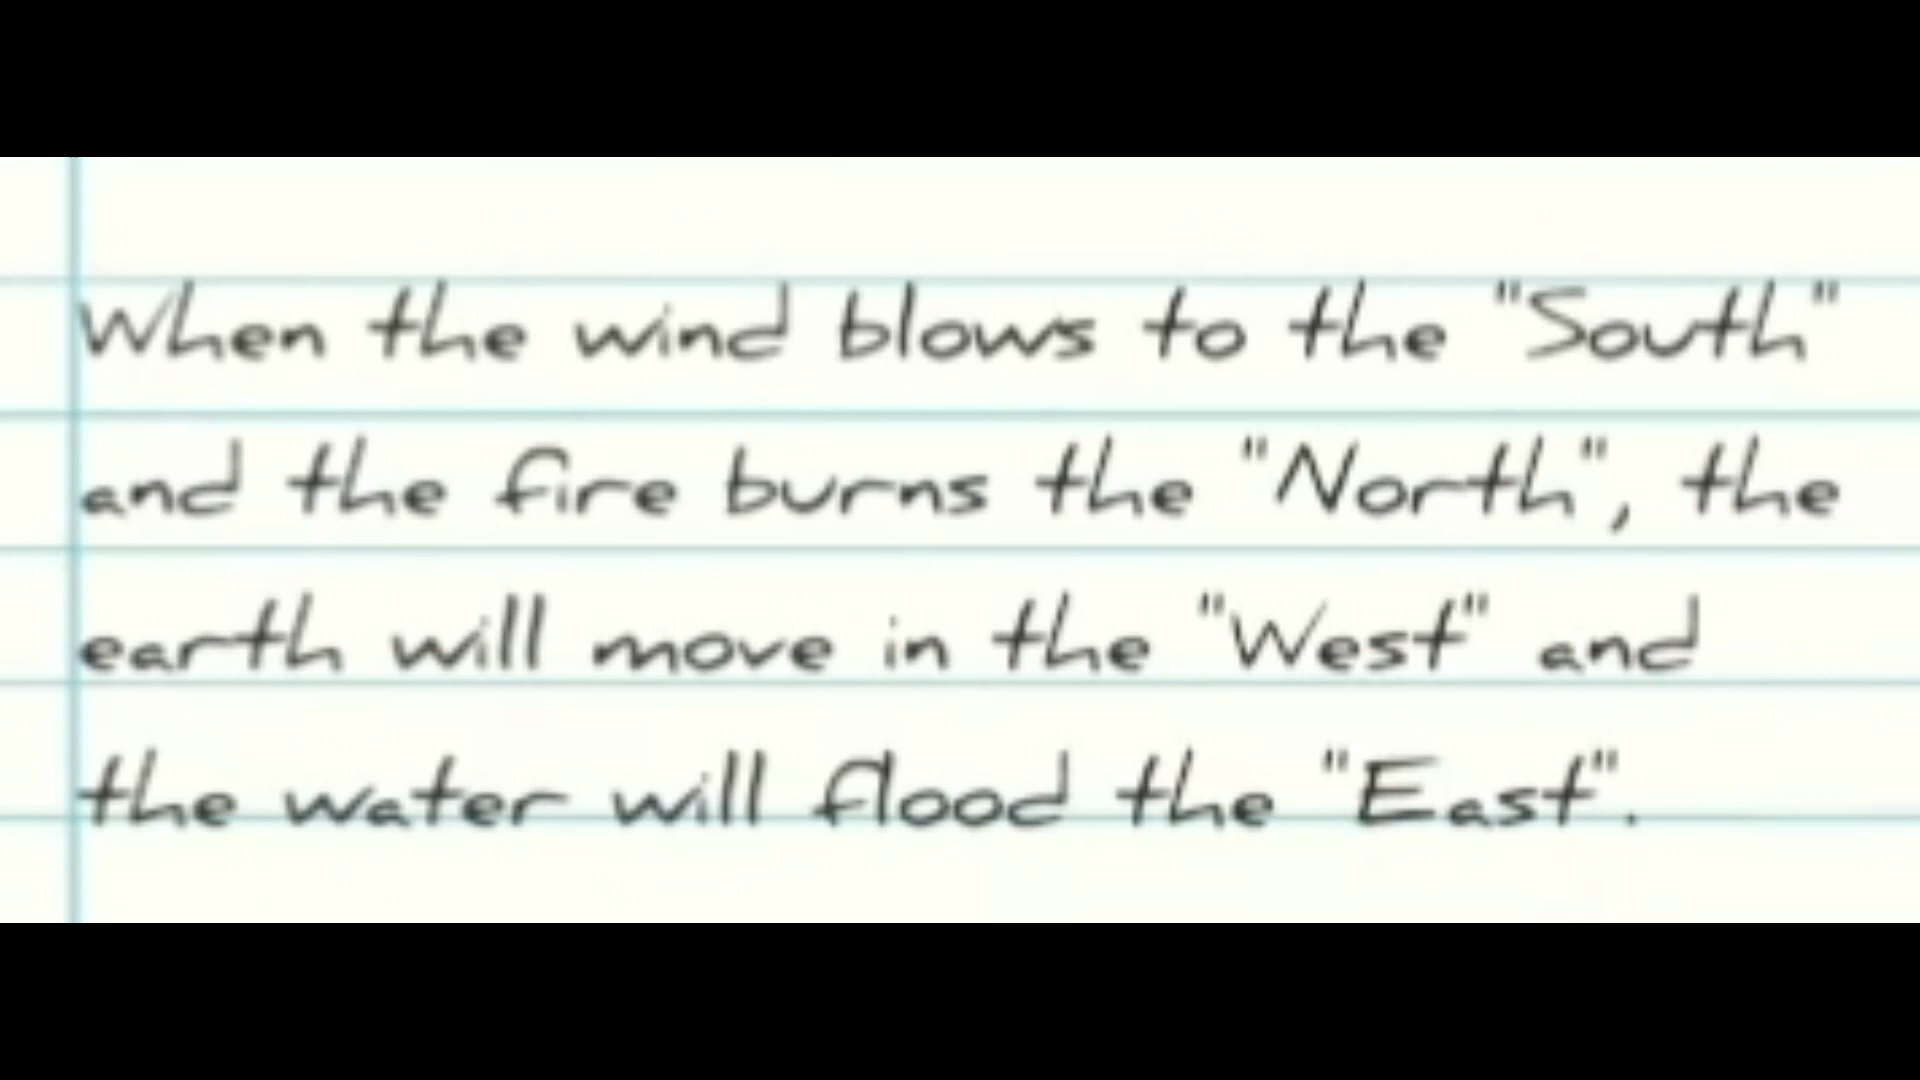 When the wind blows to the "South"
and the fire burns the "North", the
earth will move in the "West" and
the water will flood the "East".